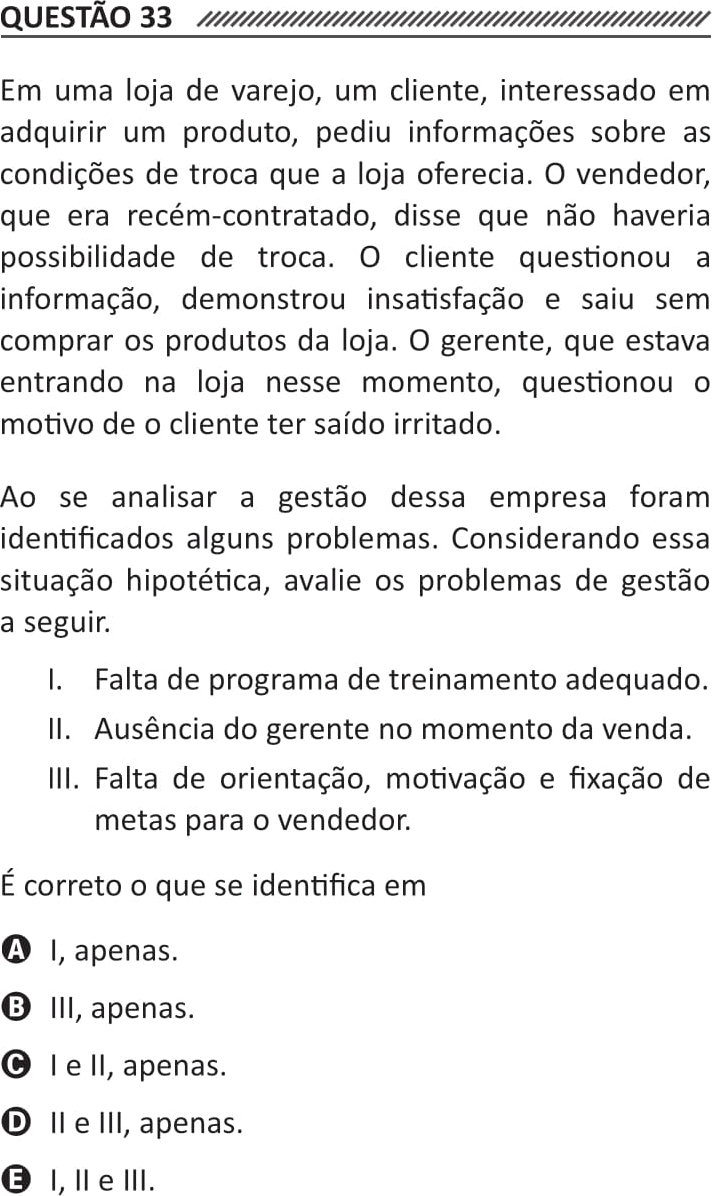 QUESTÃO 33
Em uma loja de varejo, um cliente, interessado em
adquirir um produto, pediu informações sobre as
condições de troca que a loja oferecia. O vendedor,
que era recém-contratado, disse que não haveria
possibilidade de troca. O cliente questionou a
informação, demonstrou insatisfação e saiu sem
comprar os produtos da loja. O gerente, que estava
entrando na loja nesse momento, questionou o
motivo de o cliente ter saído irritado.
Ao se analisar a gestão dessa empresa foram
identificados alguns problemas. Considerando essa
situação hipotética, avalie os problemas de gestão
a seguir.
I. Falta de programa de treinamento adequado.
II. Ausência do gerente no momento da venda.
III. Falta de orientação, motivação e fixação de
metas para o vendedor.
É correto o que se identifica em
A I, apenas.
B III, apenas.
C I e II, apenas.
D II e III, apenas.
E I, II e III.